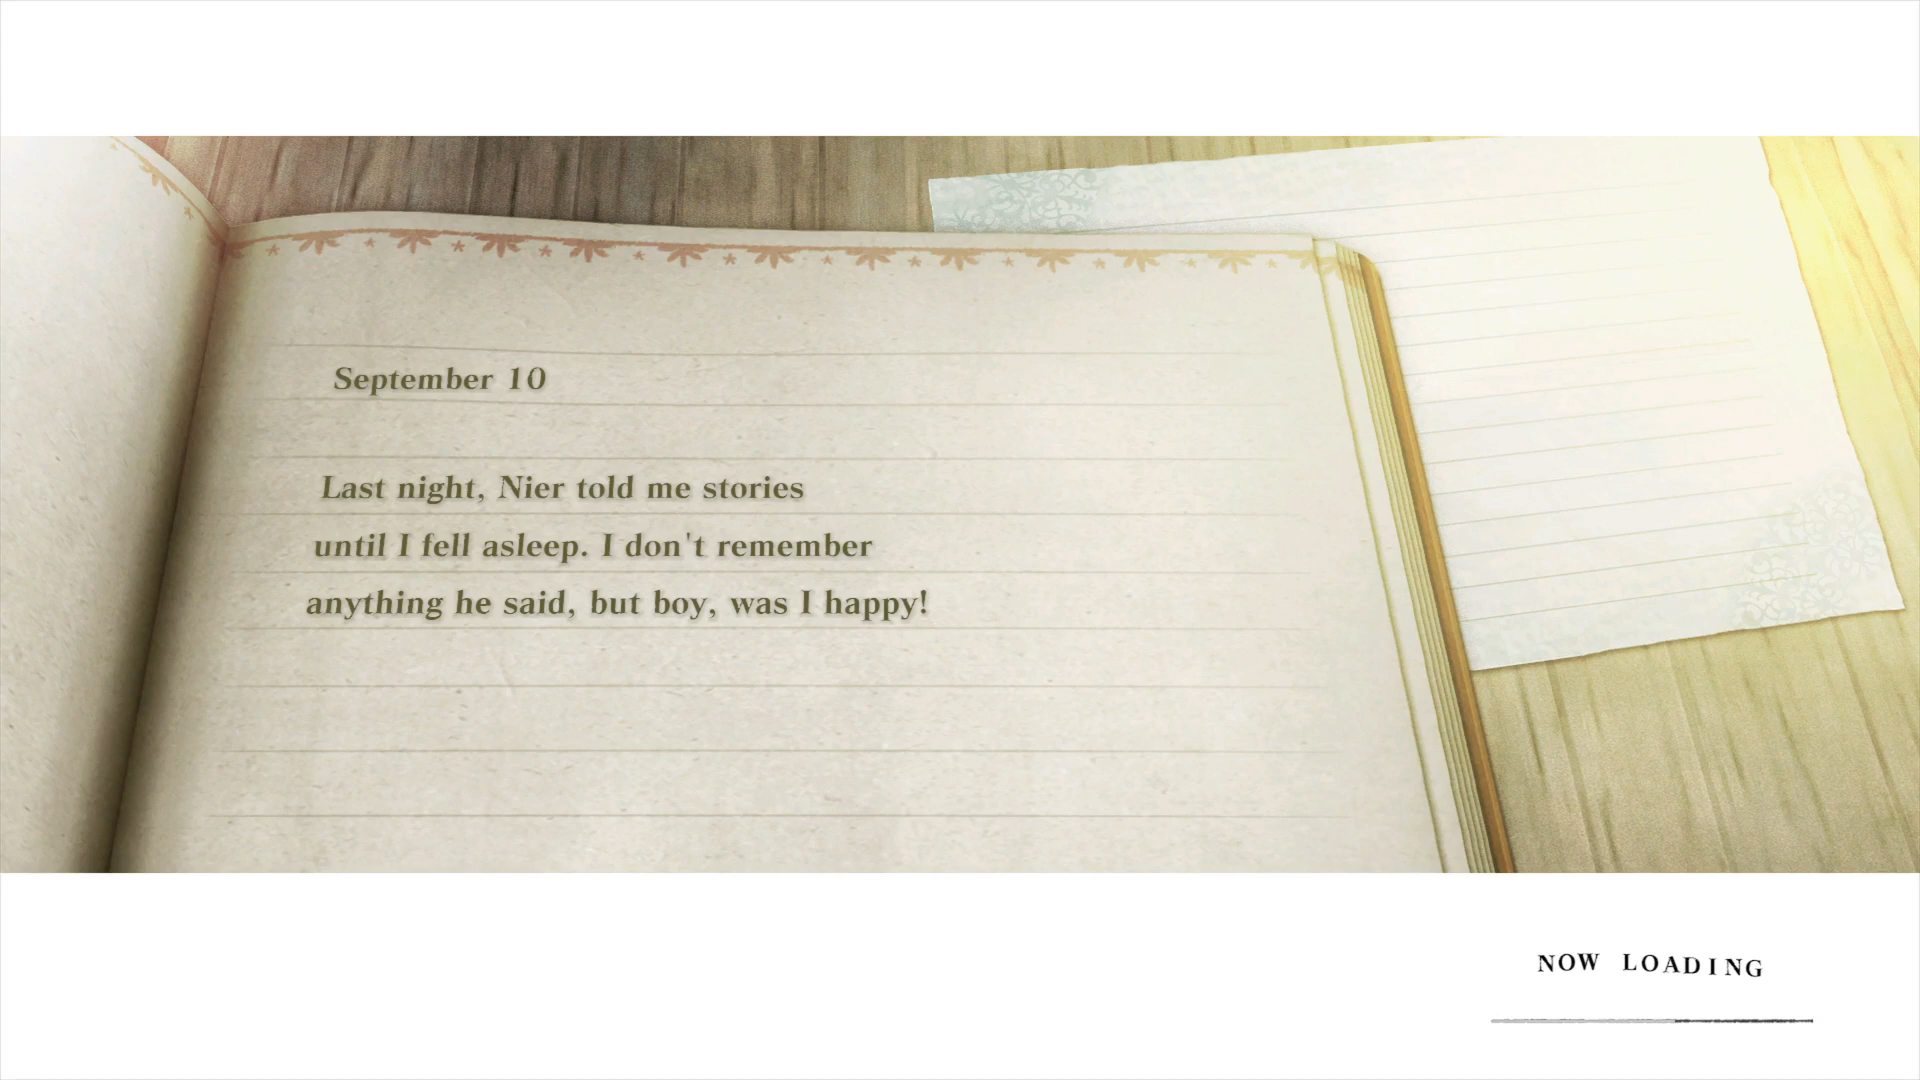 September 10
Last night, Nier told me stories
until I fell asleep. I don't remember
anything he said, but boy, was I happy!
NOW LOADING